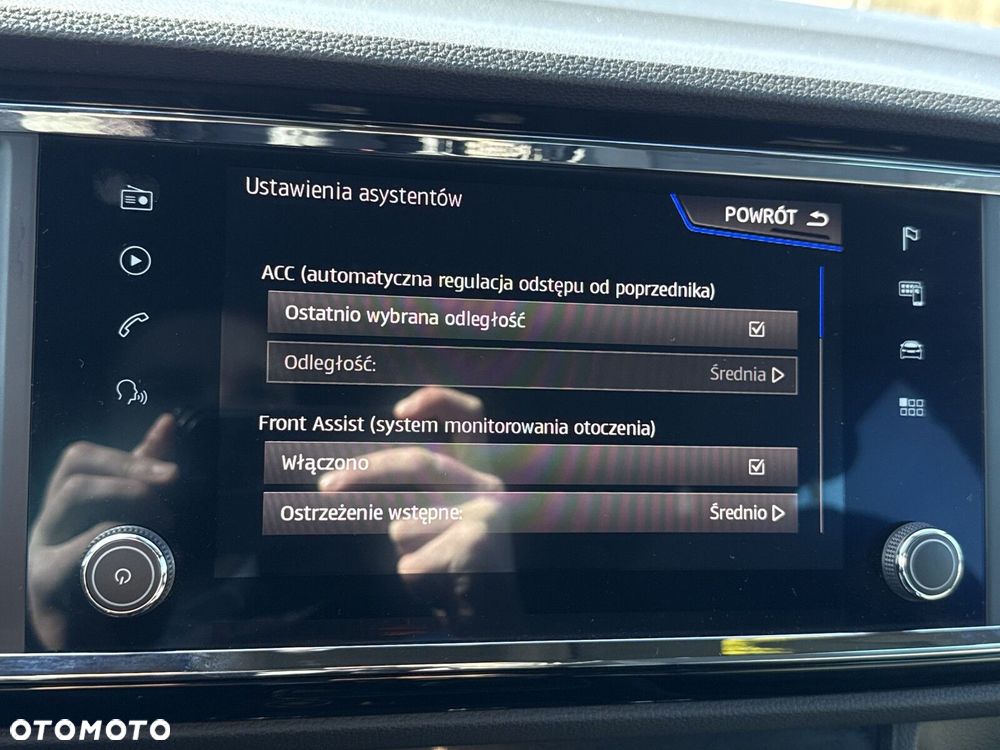 Ustawienia asystentów
POWRÓT
ACC (automatyczna regulacja odstępu od poprzednika)
Ostatnio wybrana odległość
Odległość: Średnia
Front Assist (system monitorowania otoczenia)
Włączono
Ostrzeżenie wstępne: Średnio
OTOMOTO